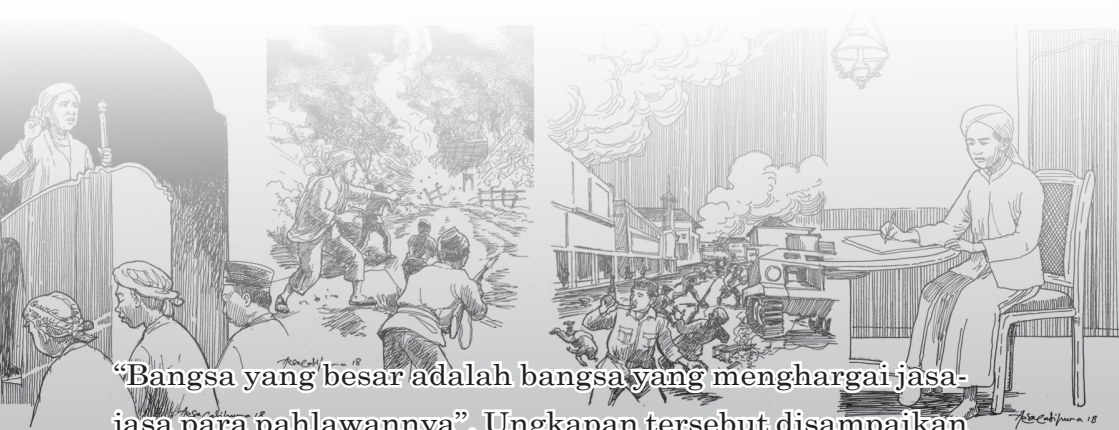 “Bangsa yang besar adalah bangsa yang menghargai jasa-
jasa para pahlawannya”. Ungkapan tersebut disampaikan